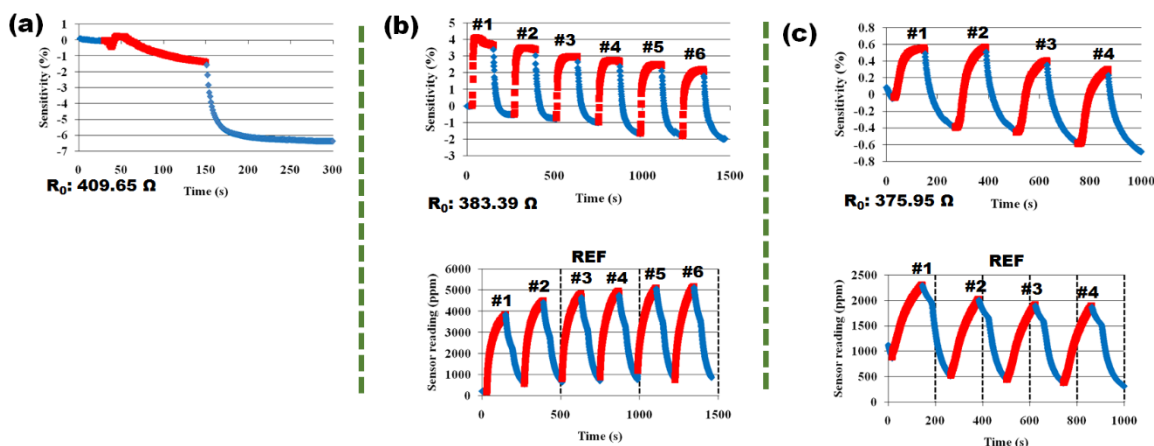 (a)
Sensitivity (%)
1
0
-1
-2
-3
-4
-5
-6
-7
0 50 100 150 200 250 300
Time (s)
R0: 409.65 Ω
(b)
Sensitivity (%)
5
4
3
2
1
0
-1
-2
-3
#1 #2 #3 #4 #5 #6
0 500 1000 1500
Time (s)
R0: 383.39 Ω
REF
Sensor reading (ppm)
6000
5000
4000
3000
2000
1000
0
#1 #2 #3 #4 #5 #6
0 500 1000 1500
Time (s)
(c)
Sensitivity (%)
0.8
0.6
0.4
0.2
0
-0.2
-0.4
-0.6
-0.8
#1 #2 #3 #4
0 200 400 600 800 1000
Time (s)
R0: 375.95 Ω
REF
Sensor reading (ppm)
2500
2000
1500
1000
500
0
#1 #2 #3 #4
0 200 400 600 800 1000
Time (s)